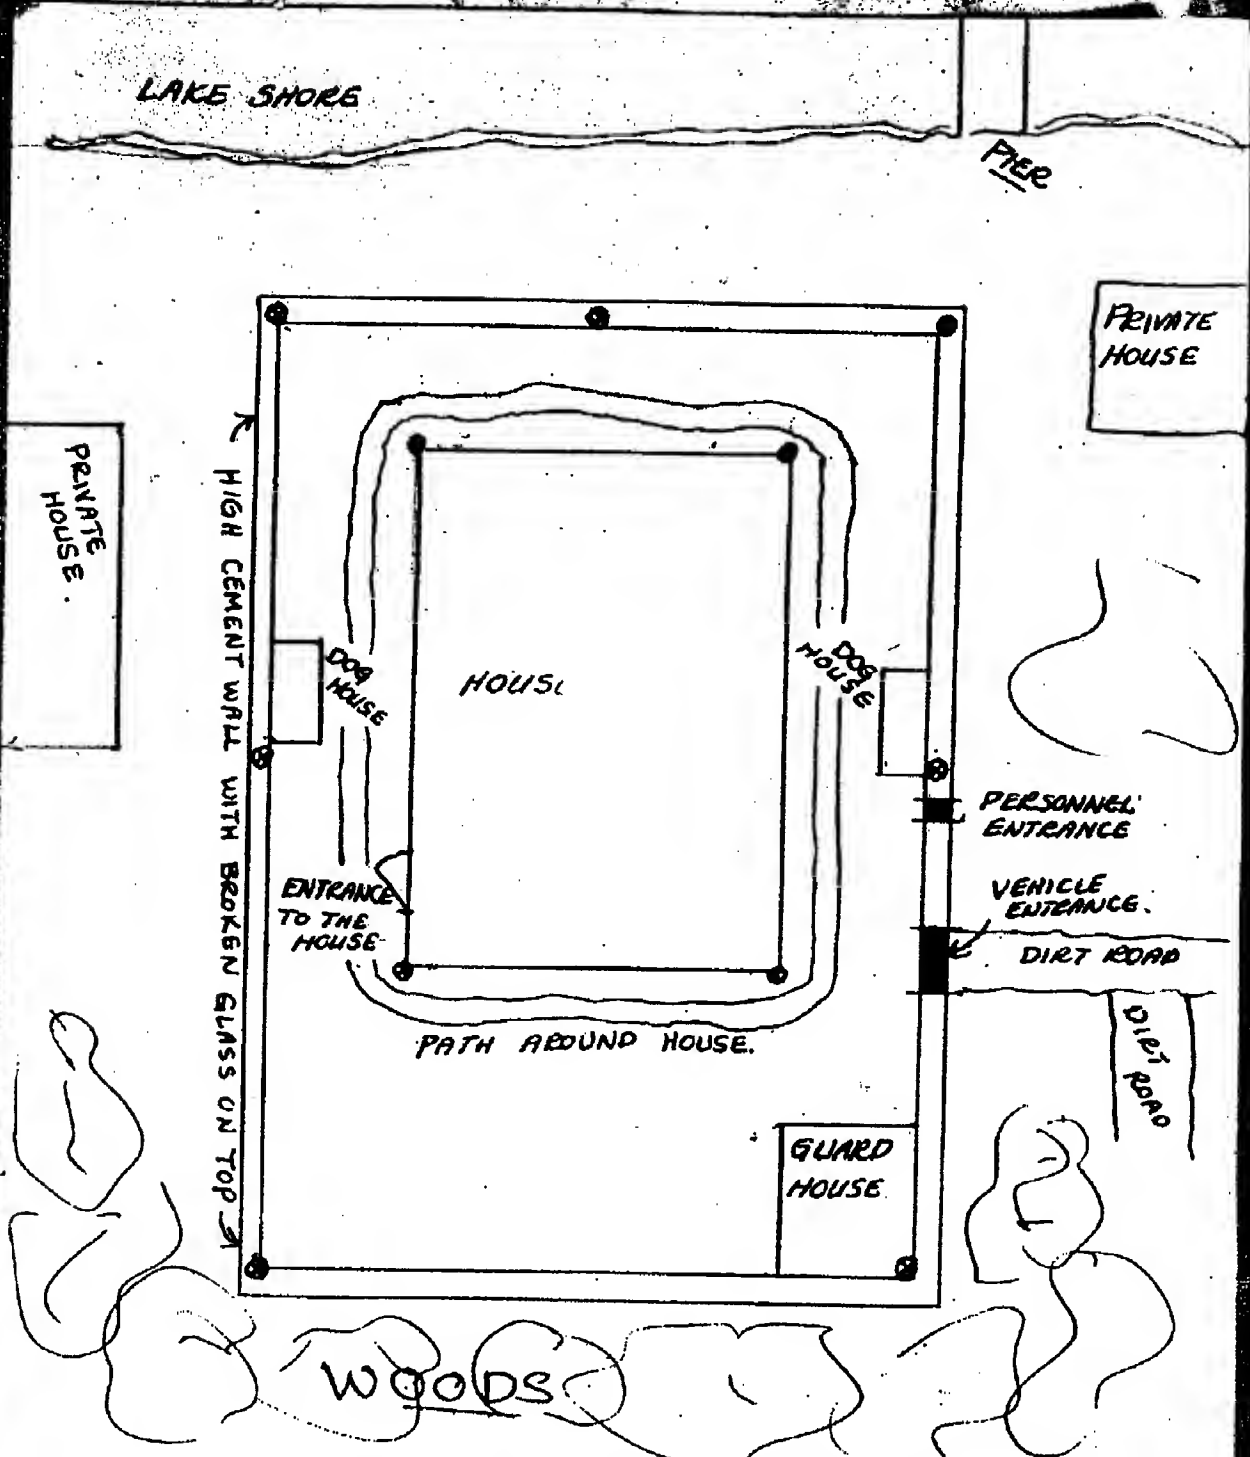 LAKE SHORE
PIER
PRIVATE
HOUSE
PRIVATE
HOUSE.
HIGH CEMENT WALL WITH BROKEN GLASS ON TOP
DOG
HOUSE
HOUSE
DOG
HOUSE
PERSONNEL
ENTRANCE
VEHICLE
ENTRANCE.
DIRT ROAD
ENTRANCE
TO THE
HOUSE
DIRT
ROAD
PATH AROUND HOUSE.
GUARD
HOUSE
WOODS